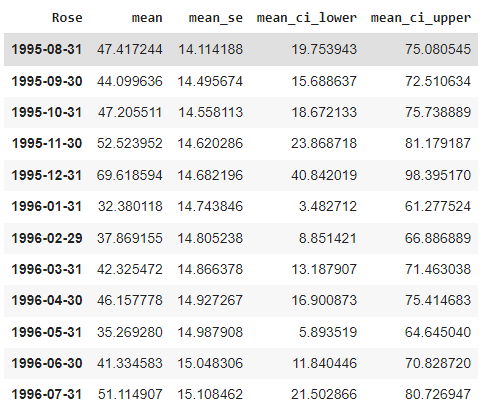 Rose mean mean_se mean_ci_lower mean_ci_upper
1995-08-31 47.417244 14.114188 19.753943 75.080545
1995-09-30 44.099636 14.495674 15.688637 72.510634
1995-10-31 47.205511 14.558113 18.672133 75.738889
1995-11-30 52.523952 14.620286 23.868718 81.179187
1995-12-31 69.618594 14.682196 40.842019 98.395170
1996-01-31 32.380118 14.743846 3.482712 61.277524
1996-02-29 37.869155 14.805238 8.851421 66.886889
1996-03-31 42.325472 14.866378 13.187907 71.463038
1996-04-30 46.157778 14.927267 16.900873 75.414683
1996-05-31 35.269280 14.987908 5.893519 64.645040
1996-06-30 41.334583 15.048306 11.840446 70.828720
1996-07-31 51.114907 15.108462 21.502866 80.726947